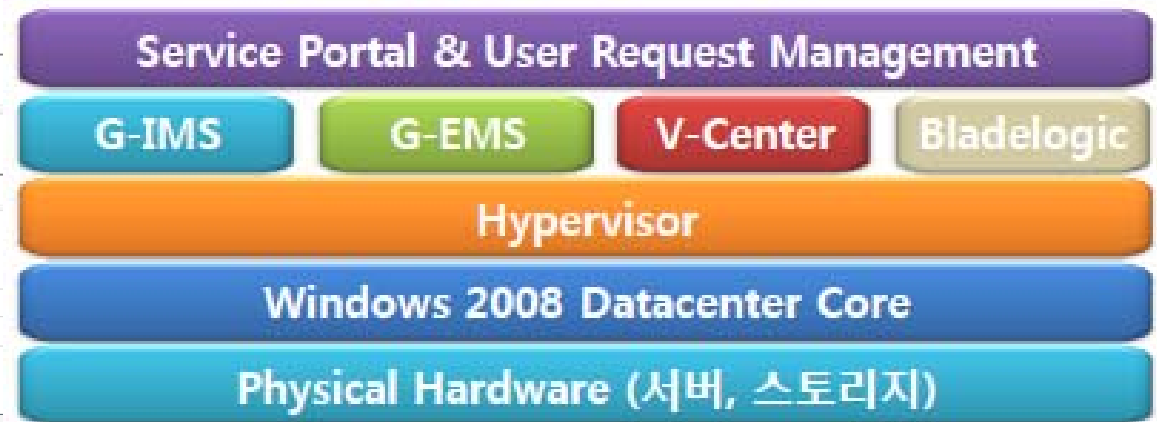 Service Portal & User Request Management
G-IMS G-EMS V-Center Bladelogic
Hypervisor
Windows 2008 Datacenter Core
Physical Hardware (서버, 스토리지)